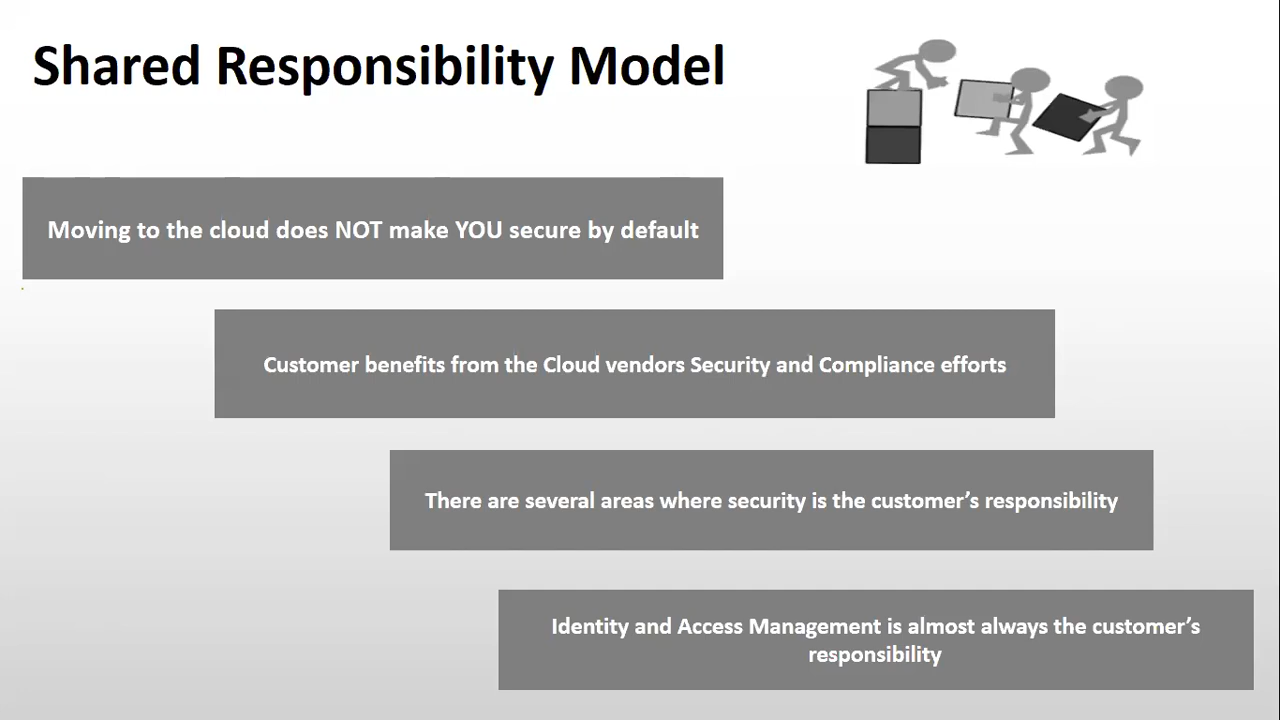 Shared Responsibility Model
Moving to the cloud does NOT make YOU secure by default
Customer benefits from the Cloud vendors Security and Compliance efforts
There are several areas where security is the customer’s responsibility
Identity and Access Management is almost always the customer’s
responsibility